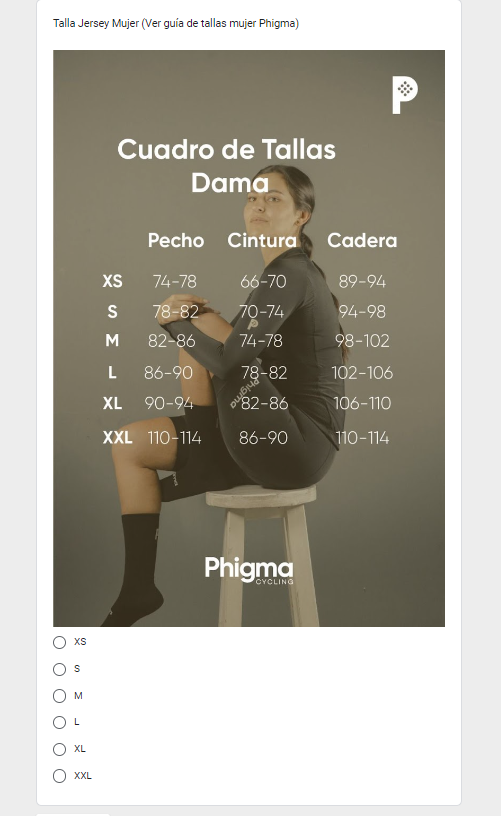 Talla Jersey Mujer (Ver guía de tallas mujer Phigma)
P
Cuadro de Tallas
Dama
Pecho Cintura Cadera
XS 74-78 66-70 89-94
S 78-82 70-74 94-98
M 82-86 74-78 98-102
L 86-90 78-82 102-106
XL 90-94 82-86 106-110
XXL 110-114 86-90 110-114
Phigma
Phigma
CYCLING
XS
S
M
L
XL
XXL